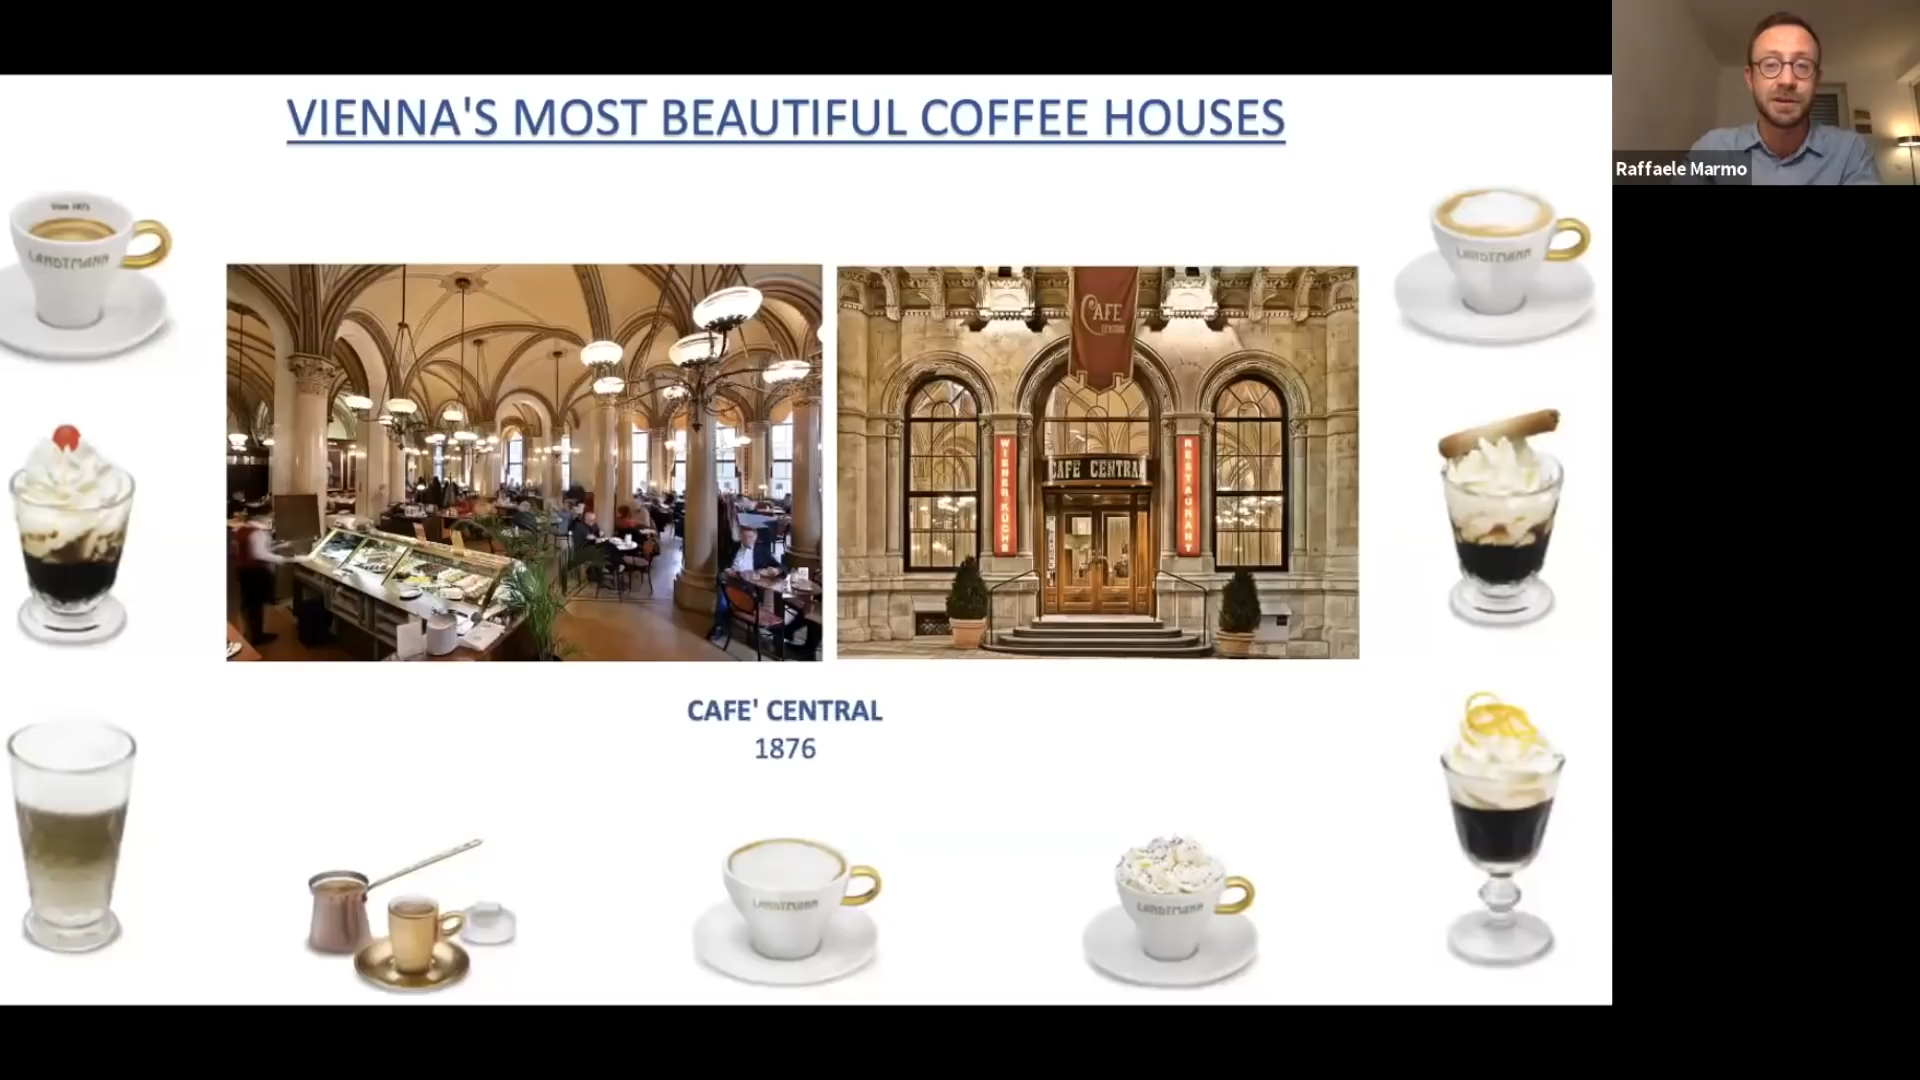 VIENNA'S MOST BEAUTIFUL COFFEE HOUSES
Raffaele Marmo
LANDTMANN
LANDTMANN
CAFE
CENTRAL
CAFE CENTRAL
WIENER KÜCHE
RESTAURANT
CAFE' CENTRAL
1876
LANDTMANN
LANDTMANN